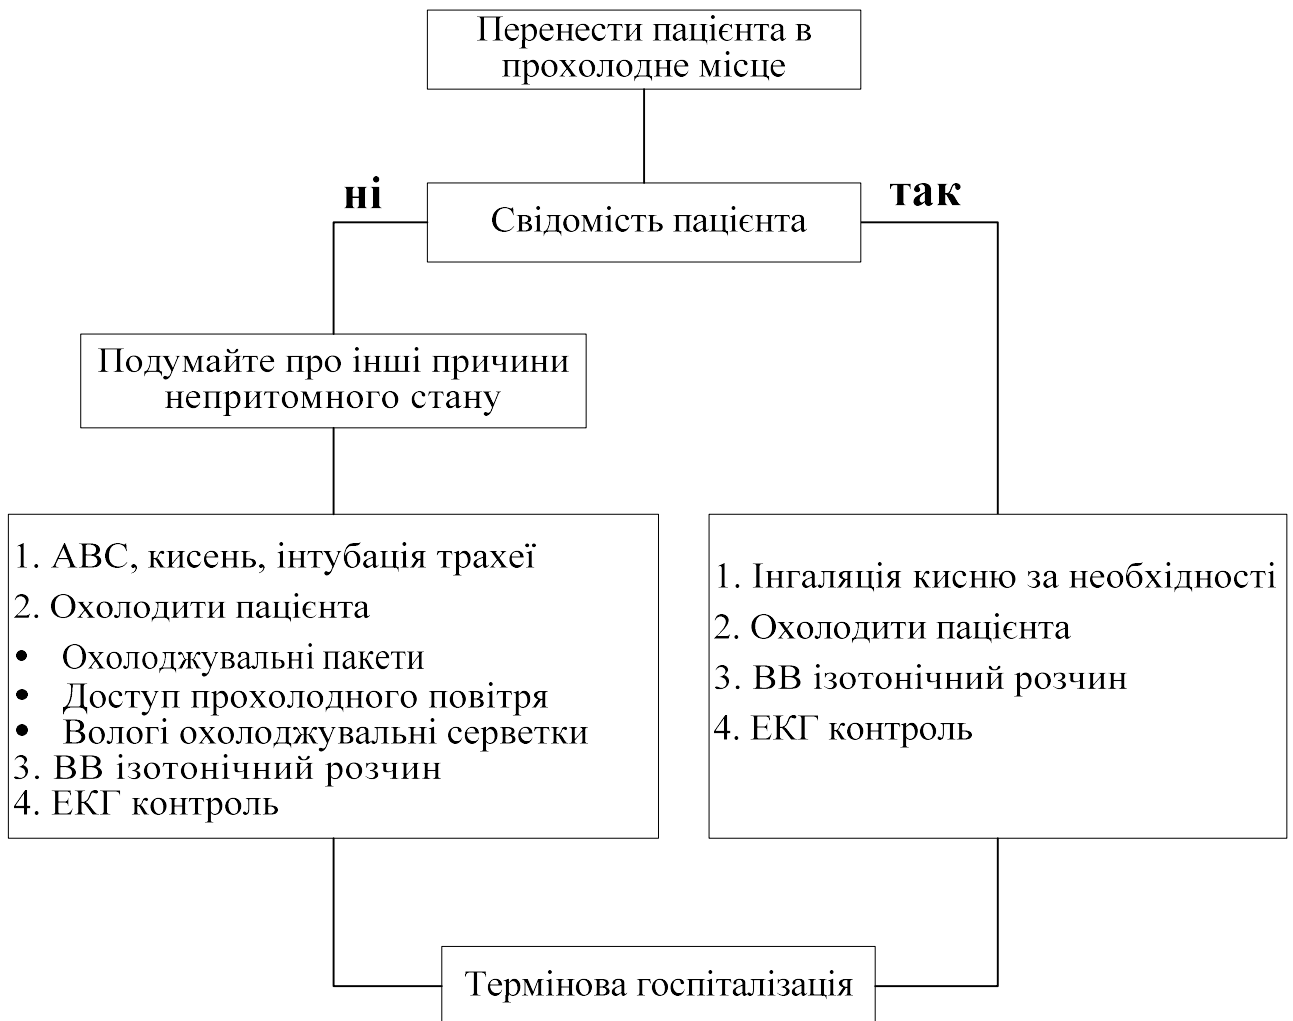 Перенести пацієнта в
прохолодне місце
ні
так
Свідомість пацієнта
Подумайте про інші причини
непритомного стану
1. АВС, кисень, інтубація трахеї
2. Охолодити пацієнта
• Охолоджувальні пакети
• Доступ прохолодного повітря
• Вологі охолоджувальні серветки
3. ВВ ізотонічний розчин
4. ЕКГ контроль
1. Інгаляція кисню за необхідності
2. Охолодити пацієнта
3. ВВ ізотонічний розчин
4. ЕКГ контроль
Термінова госпіталізація